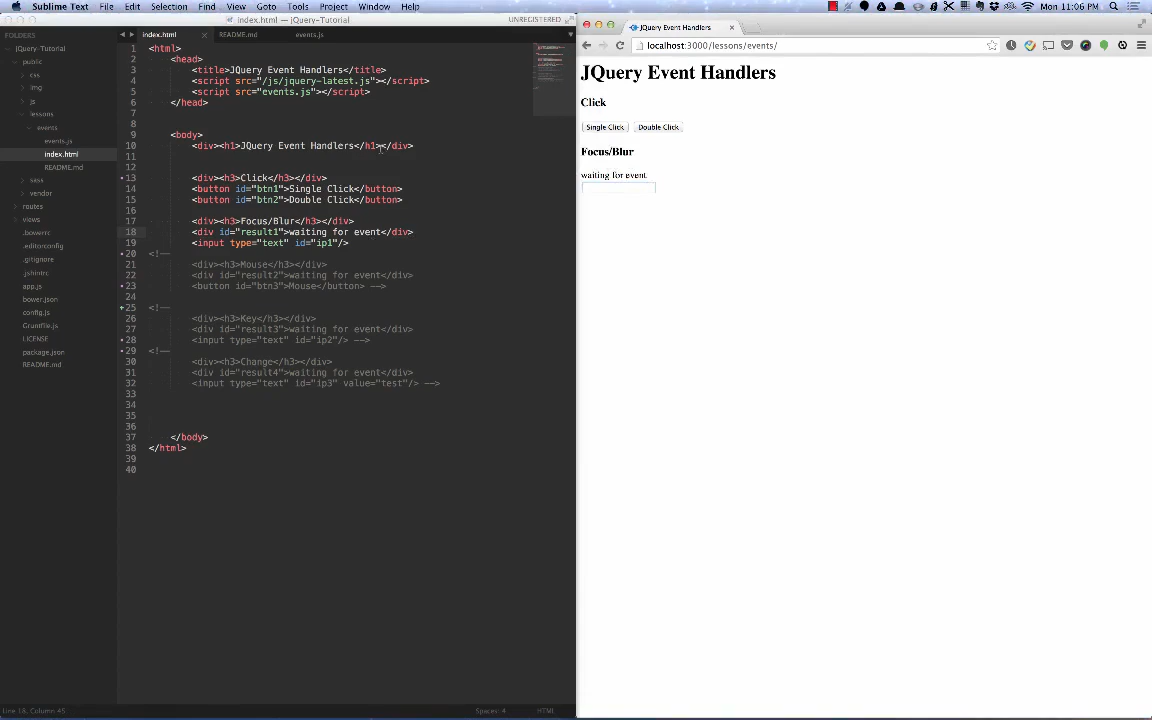 Sublime Text File Edit Selection Find View Goto Tools Project Window Help Mon 11:06 PM
index.html — jQuery-Tutorial UNREGISTERED
FOLDERS
jQuery-Tutorial
public
css
img
js
lessons
events
events.js
index.html
README.md
sass
vendor
routes
views
.bowerrc
.editorconfig
.gitignore
.jshintrc
app.js
bower.json
config.js
Gruntfile.js
LICENSE
package.json
README.md
index.html README.md events.js
1 <html>
2 <head>
3 <title>JQuery Event Handlers</title>
4 <script src="/js/jquery-latest.js"></script>
5 <script src="events.js"></script>
6 </head>
7
8
9 <body>
10 <div><h1>JQuery Event Handlers</h1></div>
11
12
13 <div><h3>Click</h3></div>
14 <button id="btn1">Single Click</button>
15 <button id="btn2">Double Click</button>
16
17 <div><h3>Focus/Blur</h3></div>
18 <div id="result1">waiting for event</div>
19 <input type="text" id="ip1"/>
20 <!--
21 <div><h3>Mouse</h3></div>
22 <div id="result2">waiting for event</div>
23 <button id="btn3">Mouse</button> -->
24
25 <!--
26 <div><h3>Key</h3></div>
27 <div id="result3">waiting for event</div>
28 <input type="text" id="ip2"/> -->
29 <!--
30 <div><h3>Change</h3></div>
31 <div id="result4">waiting for event</div>
32 <input type="text" id="ip3" value="test"/> -->
33
34
35
36
37 </body>
38 </html>
39
40
Line 18, Column 45 Spaces: 4 HTML
JQuery Event Handlers
localhost:3000/lessons/events/
JQuery Event Handlers
Click
Single Click Double Click
Focus/Blur
waiting for event